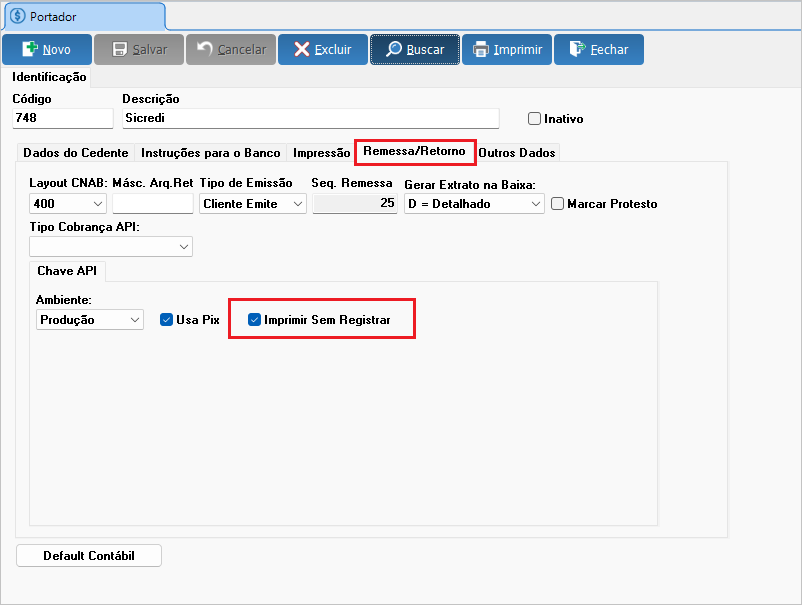 Portador
Novo Salvar Cancelar Excluir Buscar Imprimir Fechar
Identificação
Código Descrição
748 Sicredi Inativo
Dados do Cedente Instruções para o Banco Impressão Remessa/Retorno Outros Dados
Layout CNAB: Másc. Arq.Ret Tipo de Emissão Seq. Remessa Gerar Extrato na Baixa:
400 Cliente Emite 25 D = Detalhado Marcar Protesto
Tipo Cobrança API:
Chave API
Ambiente:
Produção Usa Pix Imprimir Sem Registrar
Default Contábil